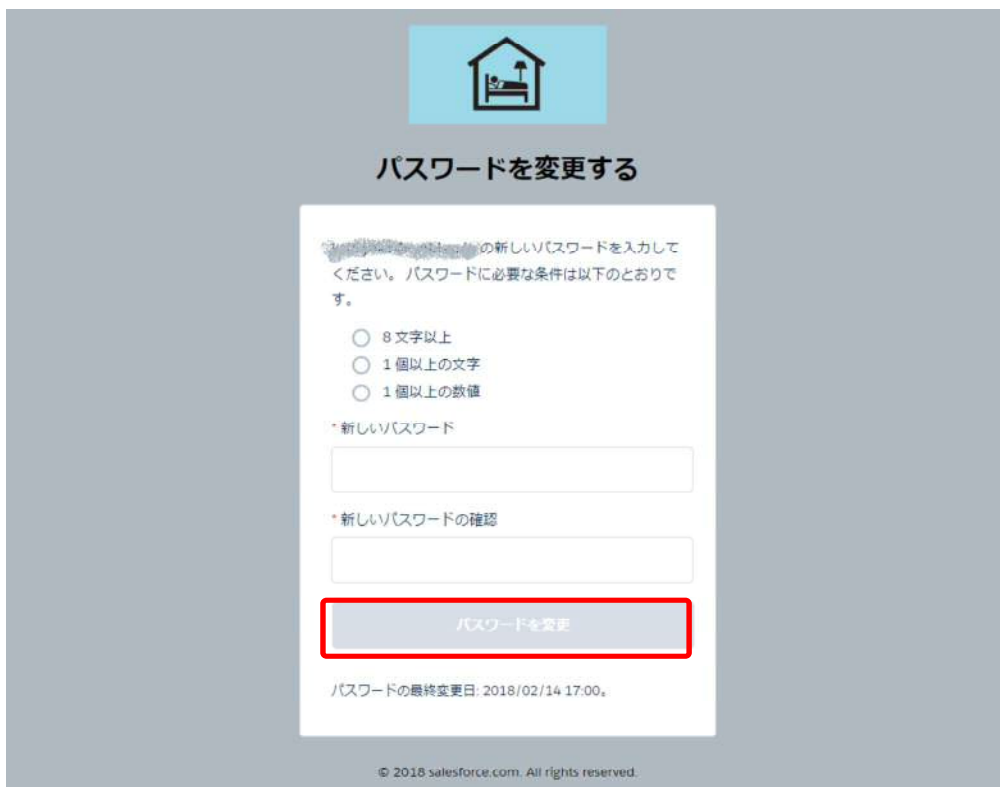 パスワードを変更する
の新しいパスワードを入力して
ください。 パスワードに必要な条件は以下のとおりで
す。
8 文字以上
1 個以上の文字
1 個以上の数値
* 新しいパスワード
* 新しいパスワードの確認
パスワードを変更
パスワードの最終変更日: 2018/02/14 17:00。
© 2018 salesforce.com. All rights reserved.